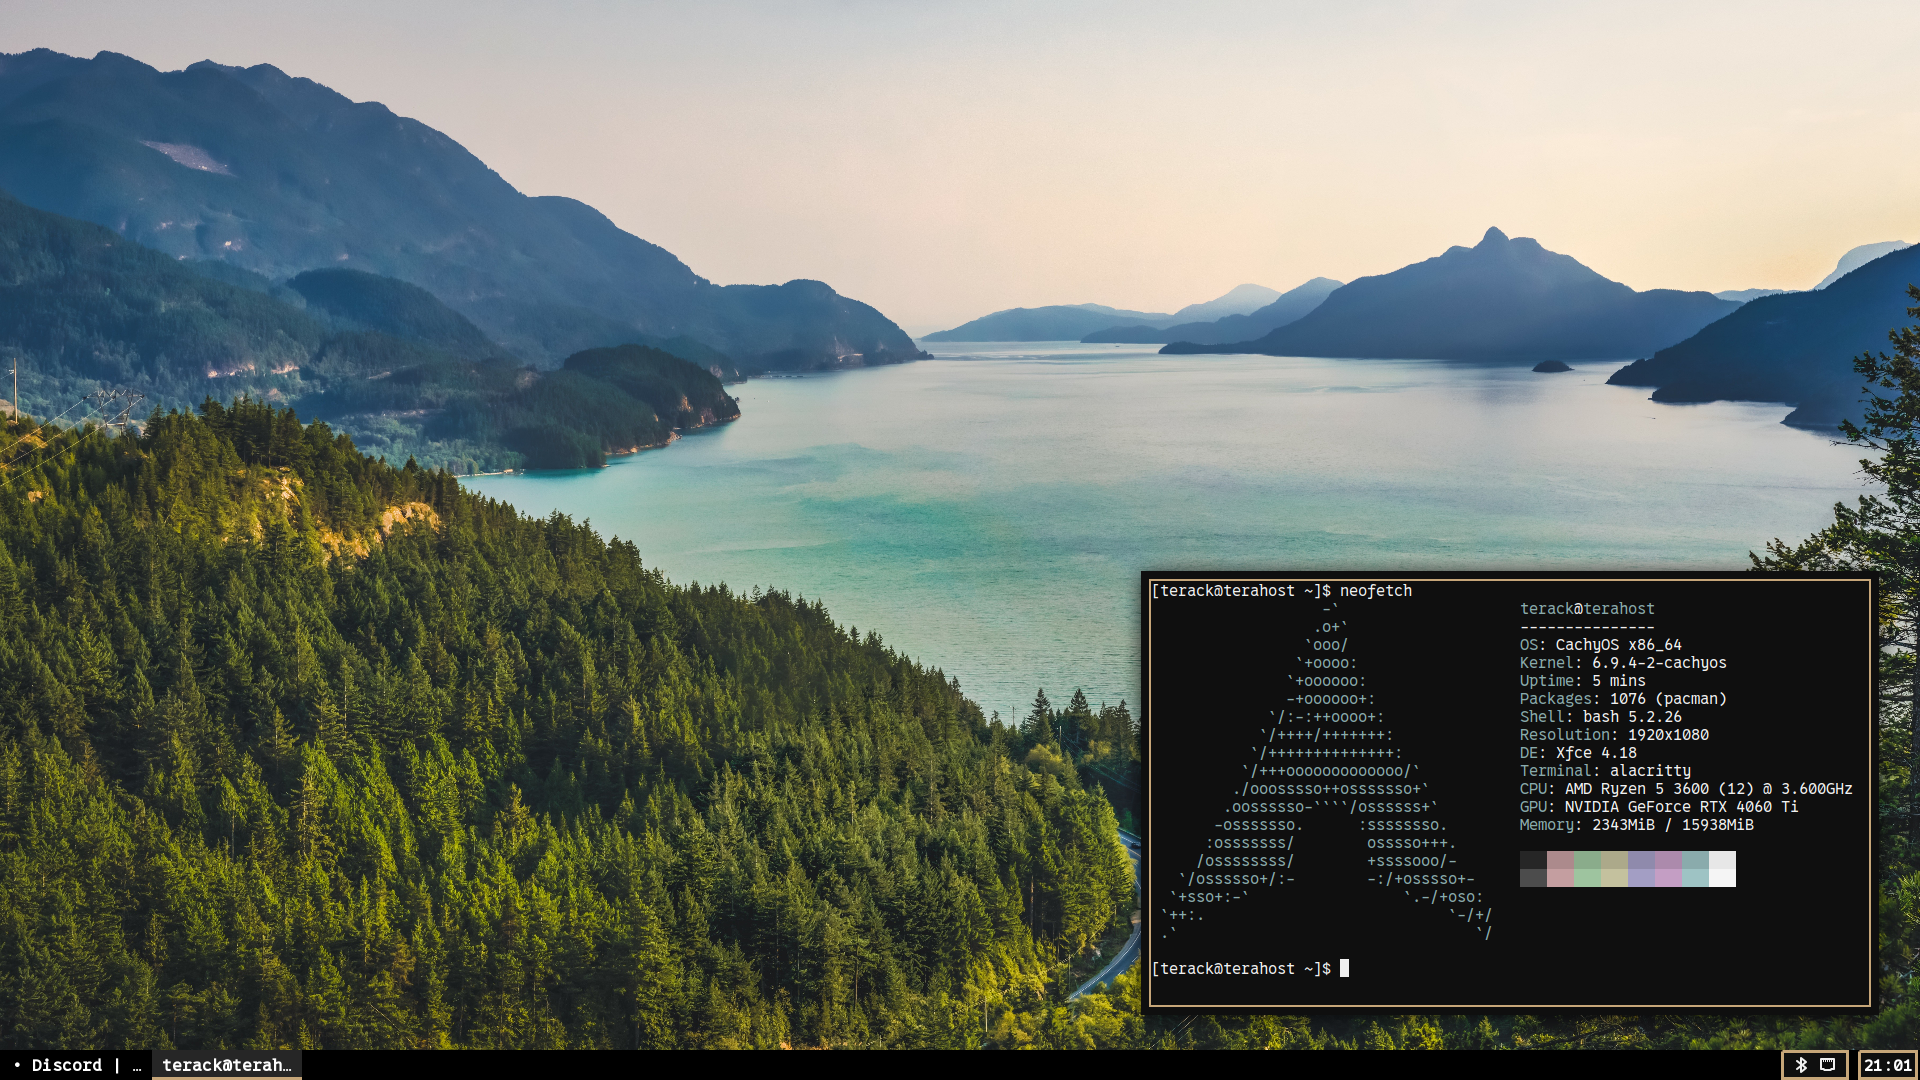 [terack@terahost ~]$ neofetch
                   -`
                  .o+`
                 `ooo/
                `+oooo:
               `+oooooo:
               -+oooooo+:
             `/:-:++oooo+:
            `/++++/+++++++:
           `/++++++++++++++:
          `/+++ooooooooooooo/`
         ./ooosssso++osssssso+`
        .oossssso-````/ossssss+`
       -osssssso.      :ssssssso.
      :osssssss/        osssso+++.
     /ossssssss/        +ssssooo/-
   `/ossssso+/:-        -:/+osssso+-
  `+sso+:-`                 `.-/+oso:
 `++:.                           `-/+/
 .`                                 `/
terack@terahost
---------------
OS: CachyOS x86_64
Kernel: 6.9.4-2-cachyos
Uptime: 5 mins
Packages: 1076 (pacman)
Shell: bash 5.2.26
Resolution: 1920x1080
DE: Xfce 4.18
Terminal: alacritty
CPU: AMD Ryzen 5 3600 (12) @ 3.600GHz
GPU: NVIDIA GeForce RTX 4060 Ti
Memory: 2343MiB / 15938MiB
[terack@terahost ~]$
• Discord | …
terack@terah…
21:01